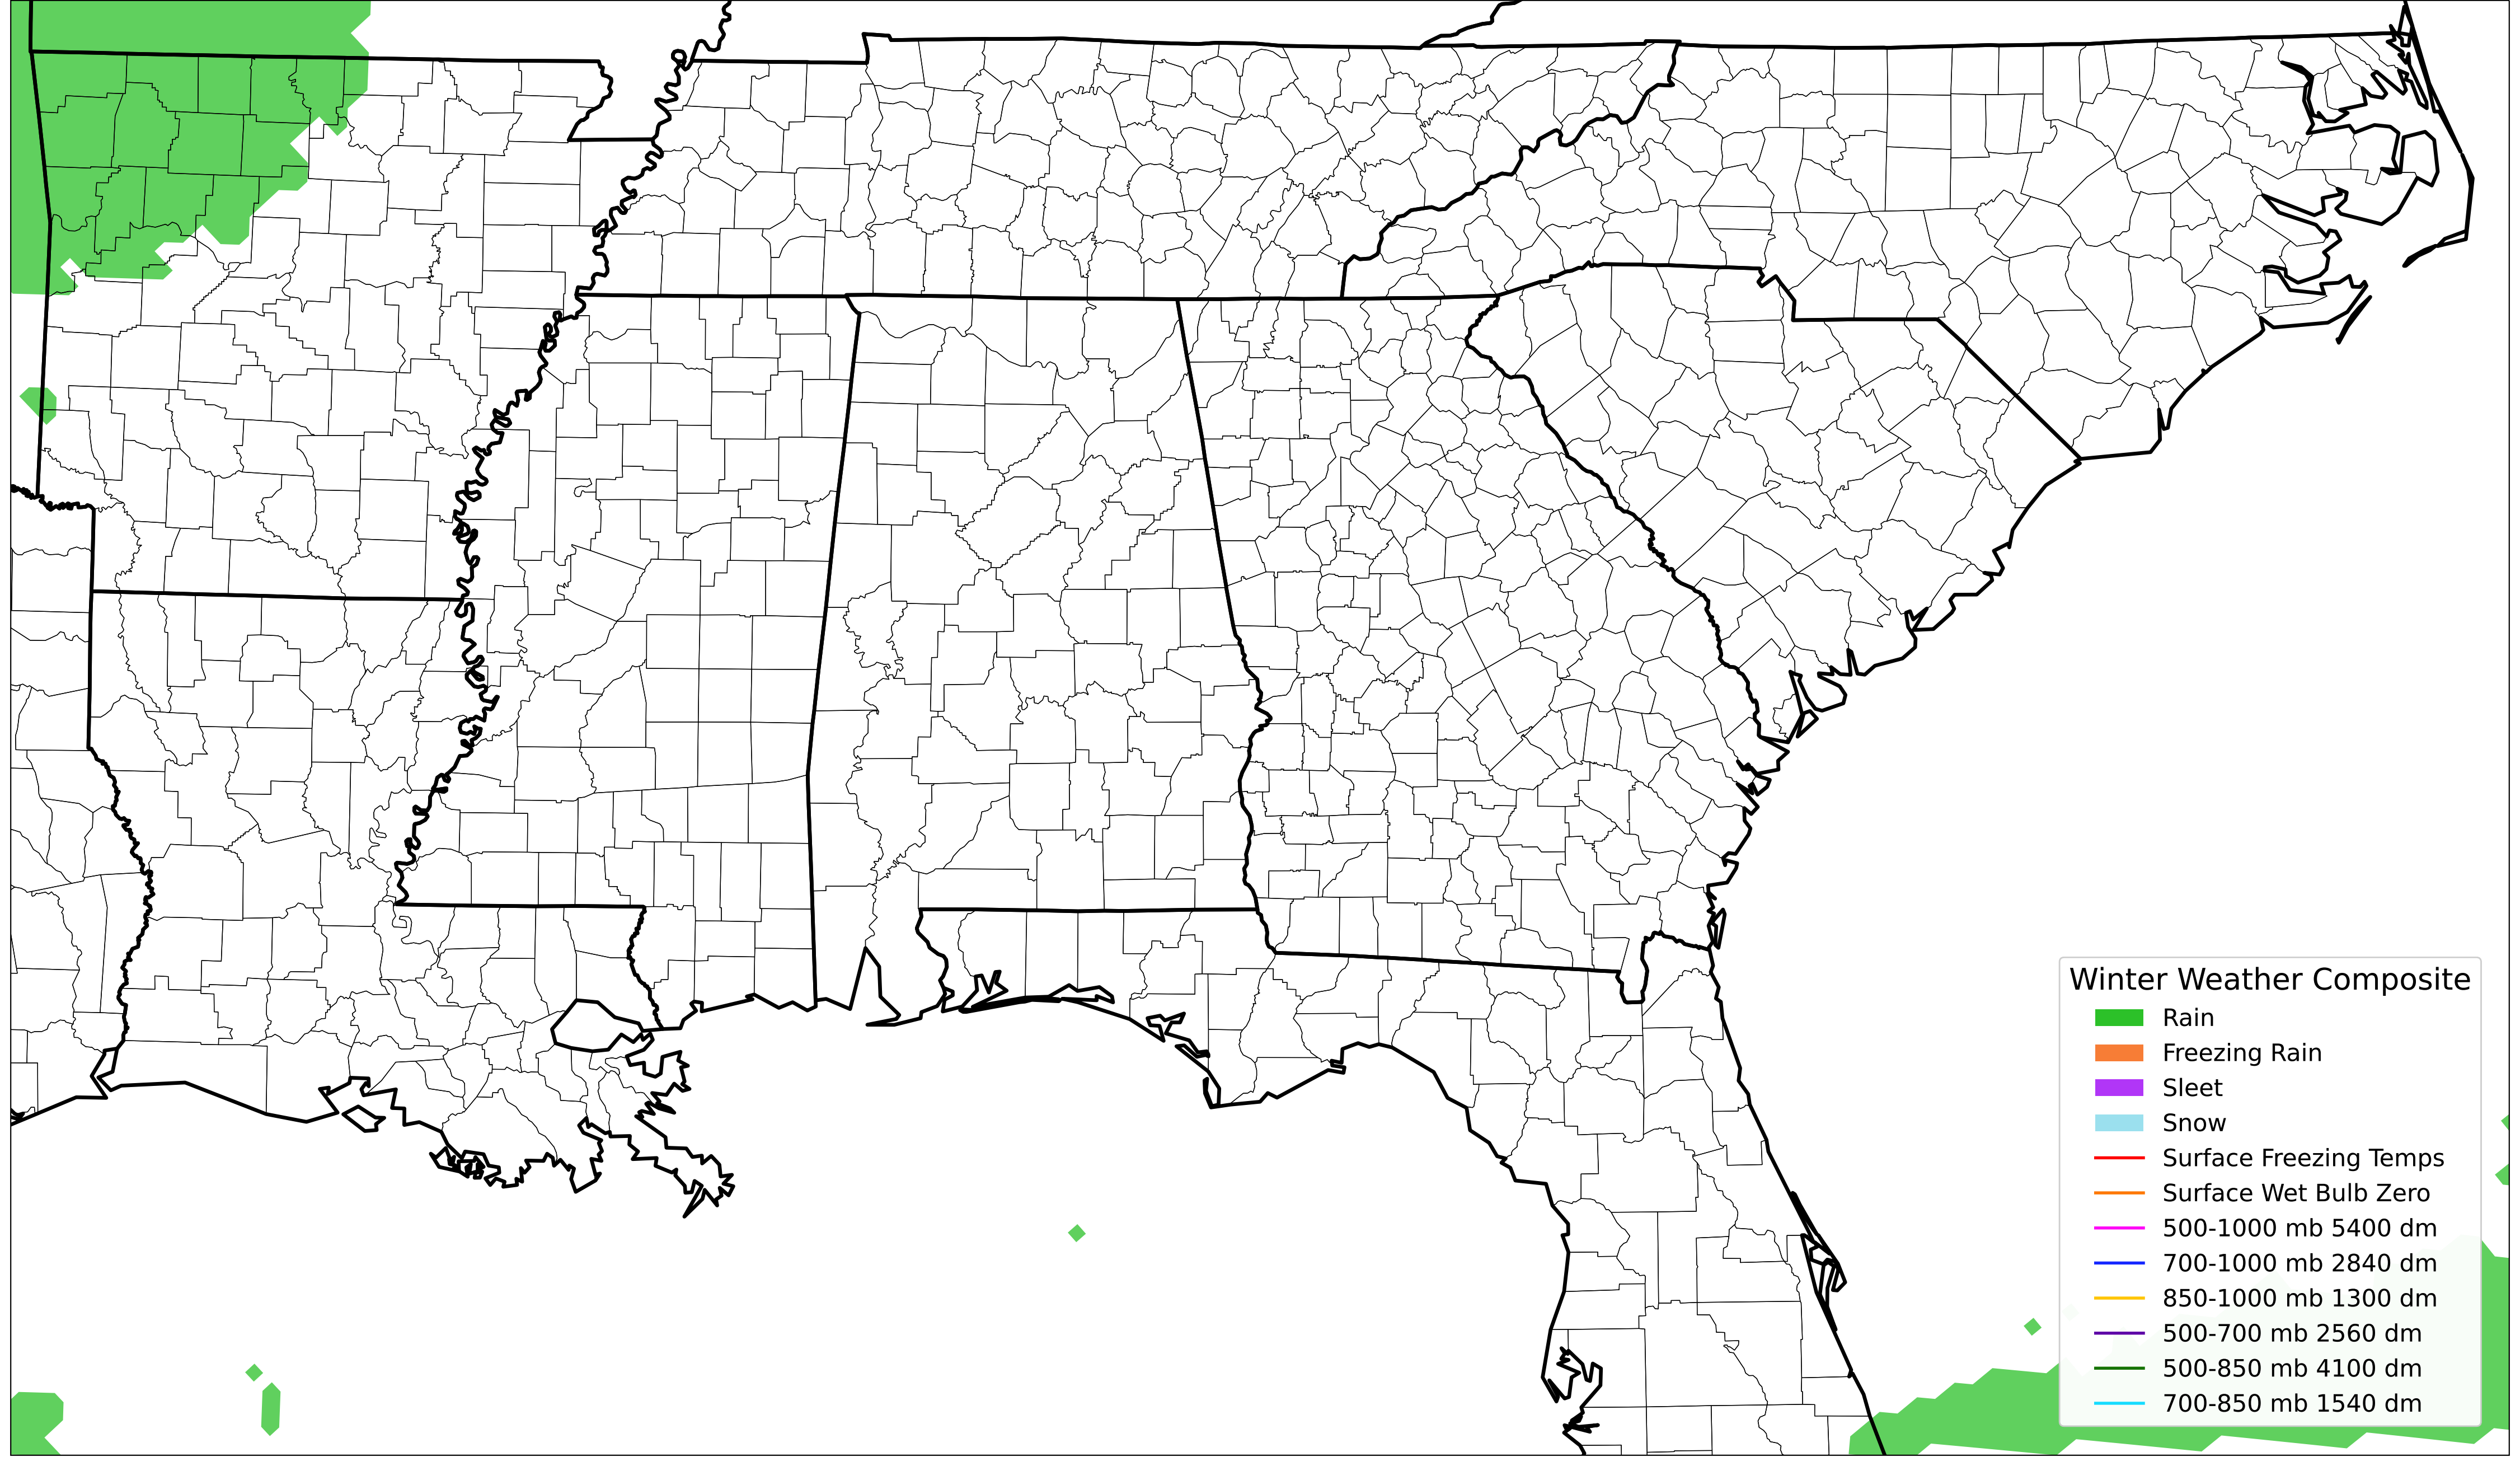 Winter Weather Composite
Rain
Freezing Rain
Sleet
Snow
Surface Freezing Temps
Surface Wet Bulb Zero
500-1000 mb 5400 dm
700-1000 mb 2840 dm
850-1000 mb 1300 dm
500-700 mb 2560 dm
500-850 mb 4100 dm
700-850 mb 1540 dm